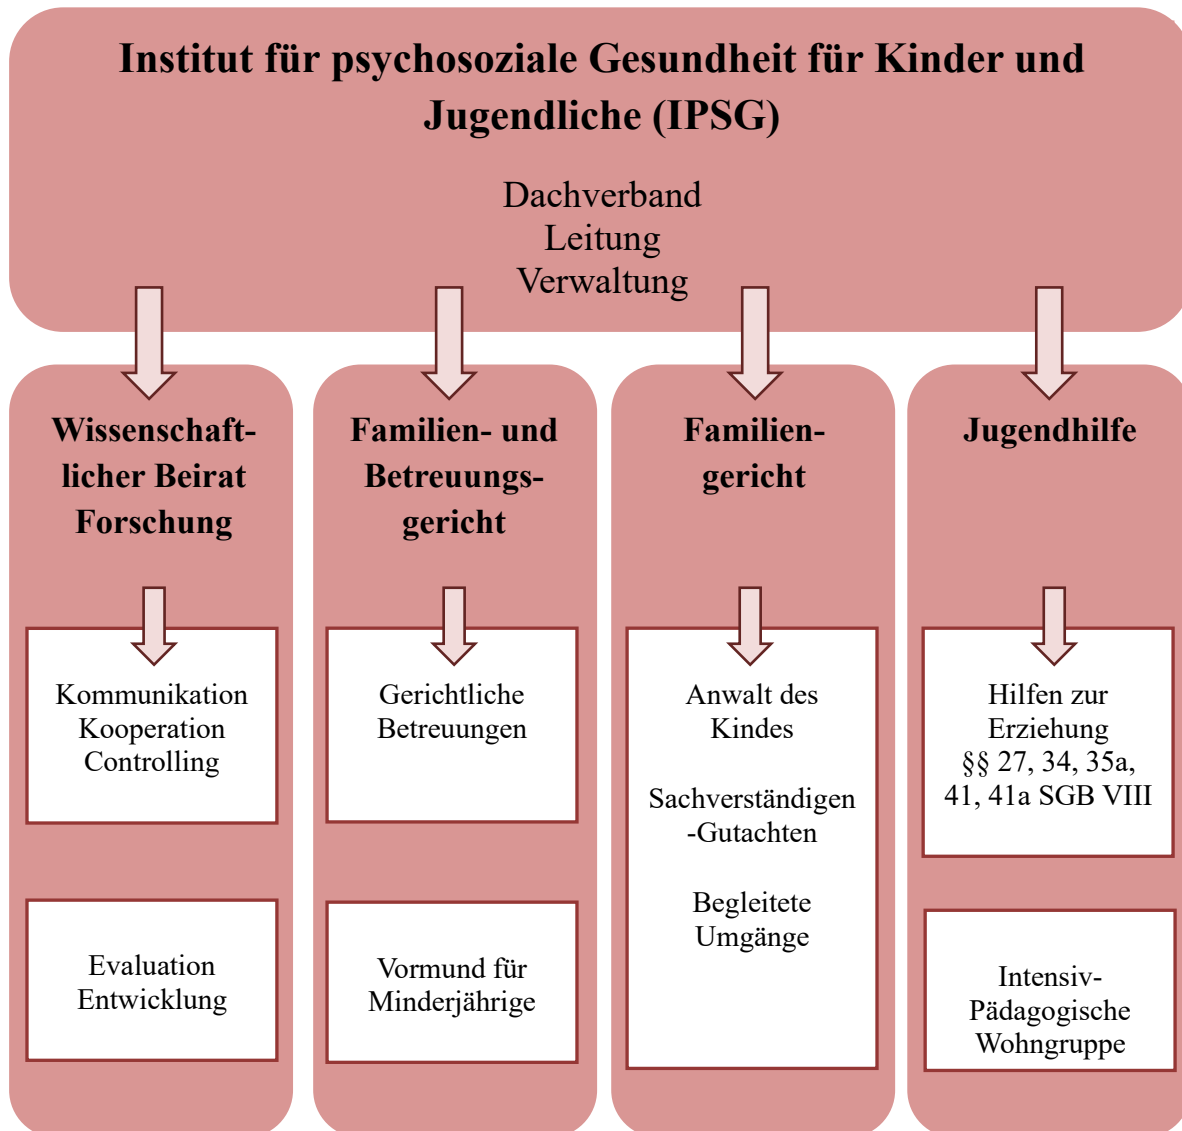 Institut für psychosoziale Gesundheit für Kinder und
Jugendliche (IPSG)
Dachverband
Leitung
Verwaltung
Wissenschaft-
licher Beirat
Forschung
Kommunikation
Kooperation
Controlling
Evaluation
Entwicklung
Familien- und
Betreuungs-
gericht
Gerichtliche
Betreuungen
Vormund für
Minderjährige
Familien-
gericht
Anwalt des
Kindes
Sachverständigen
-Gutachten
Begleitete
Umgänge
Jugendhilfe
Hilfen zur
Erziehung
§§ 27, 34, 35a,
41, 41a SGB VIII
Intensiv-
Pädagogische
Wohngruppe